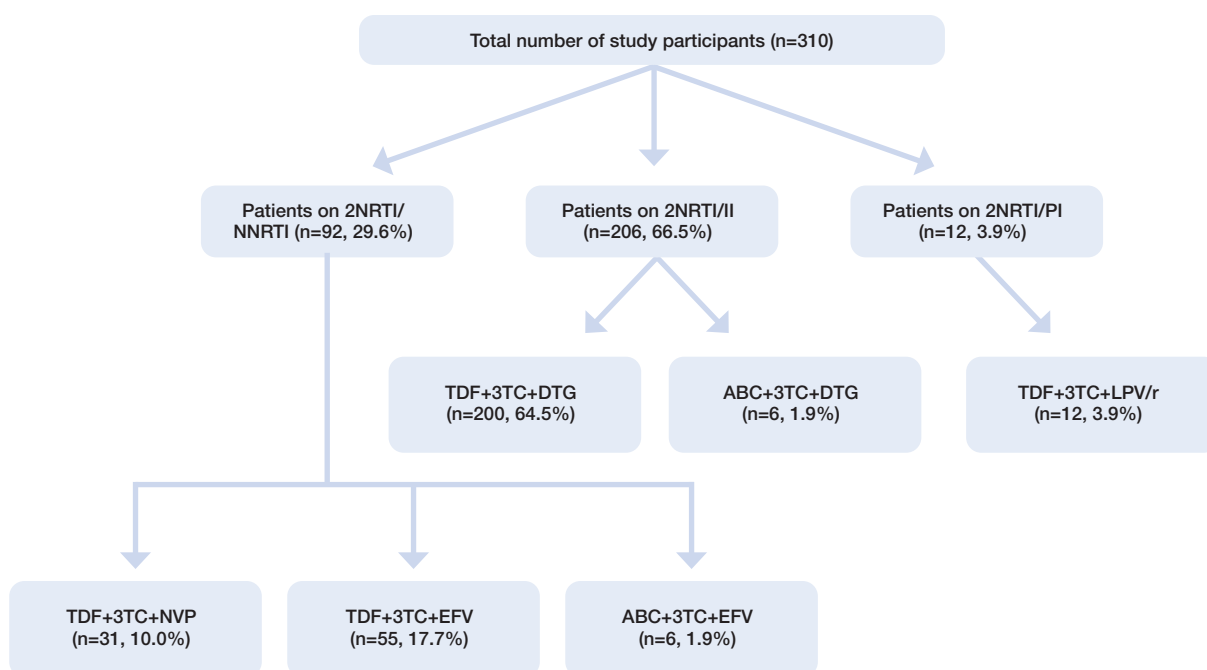 Total number of study participants (n=310)
Patients on 2NRTI/
NNRTI (n=92, 29.6%)
Patients on 2NRTI/II
(n=206, 66.5%)
Patients on 2NRTI/PI
(n=12, 3.9%)
TDF+3TC+DTG
(n=200, 64.5%)
ABC+3TC+DTG
(n=6, 1.9%)
TDF+3TC+LPV/r
(n=12, 3.9%)
TDF+3TC+NVP
(n=31, 10.0%)
TDF+3TC+EFV
(n=55, 17.7%)
ABC+3TC+EFV
(n=6, 1.9%)